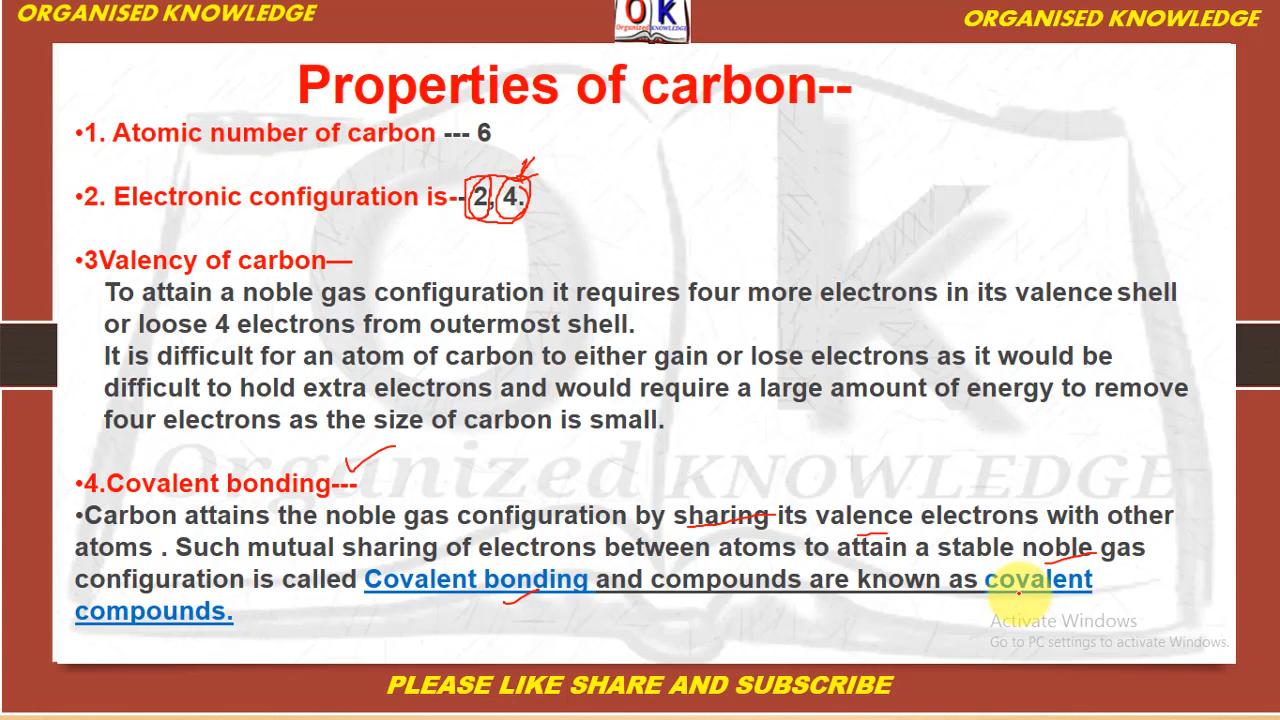 ORGANISED KNOWLEDGE
OK
Organized KNOWLEDGE
ORGANISED KNOWLEDGE
Properties of carbon--
•1. Atomic number of carbon --- 6
•2. Electronic configuration is-- 2, 4.
•3Valency of carbon—
To attain a noble gas configuration it requires four more electrons in its valence shell
or loose 4 electrons from outermost shell.
It is difficult for an atom of carbon to either gain or lose electrons as it would be
difficult to hold extra electrons and would require a large amount of energy to remove
four electrons as the size of carbon is small.
OK
Organized KNOWLEDGE
•4.Covalent bonding---
•Carbon attains the noble gas configuration by sharing its valence electrons with other
atoms . Such mutual sharing of electrons between atoms to attain a stable noble gas
configuration is called Covalent bonding and compounds are known as covalent
compounds.
Activate Windows
Go to PC settings to activate Windows.
PLEASE LIKE SHARE AND SUBSCRIBE